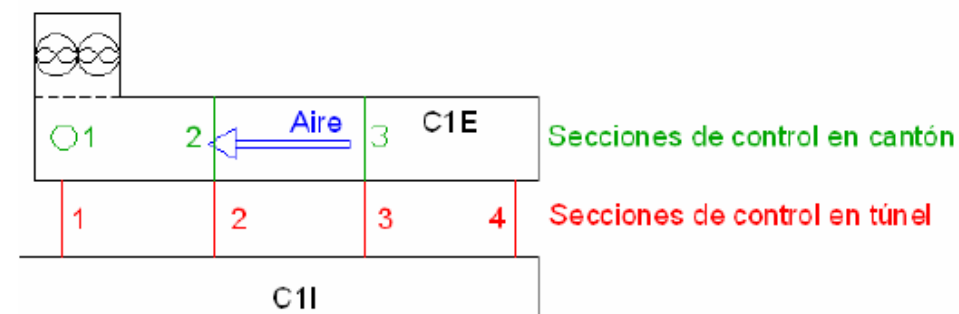 1 2 Aire 3 C1E Secciones de control en cantón
1 2 3 4 Secciones de control en túnel
C1I